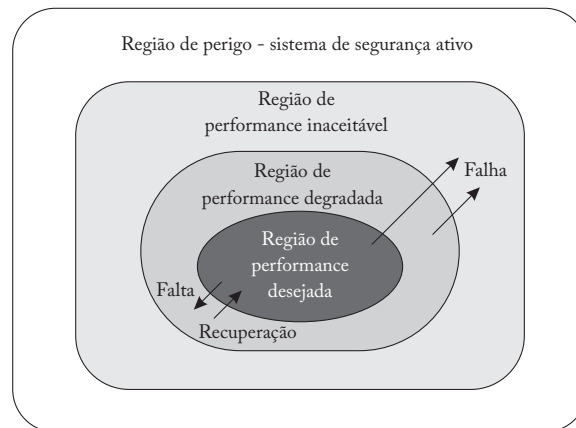 Região de perigo - sistema de segurança ativo
Região de
performance inaceitável
Região de
performance degradada
Falha
Região de
performance
desejada
Falta
Recuperação